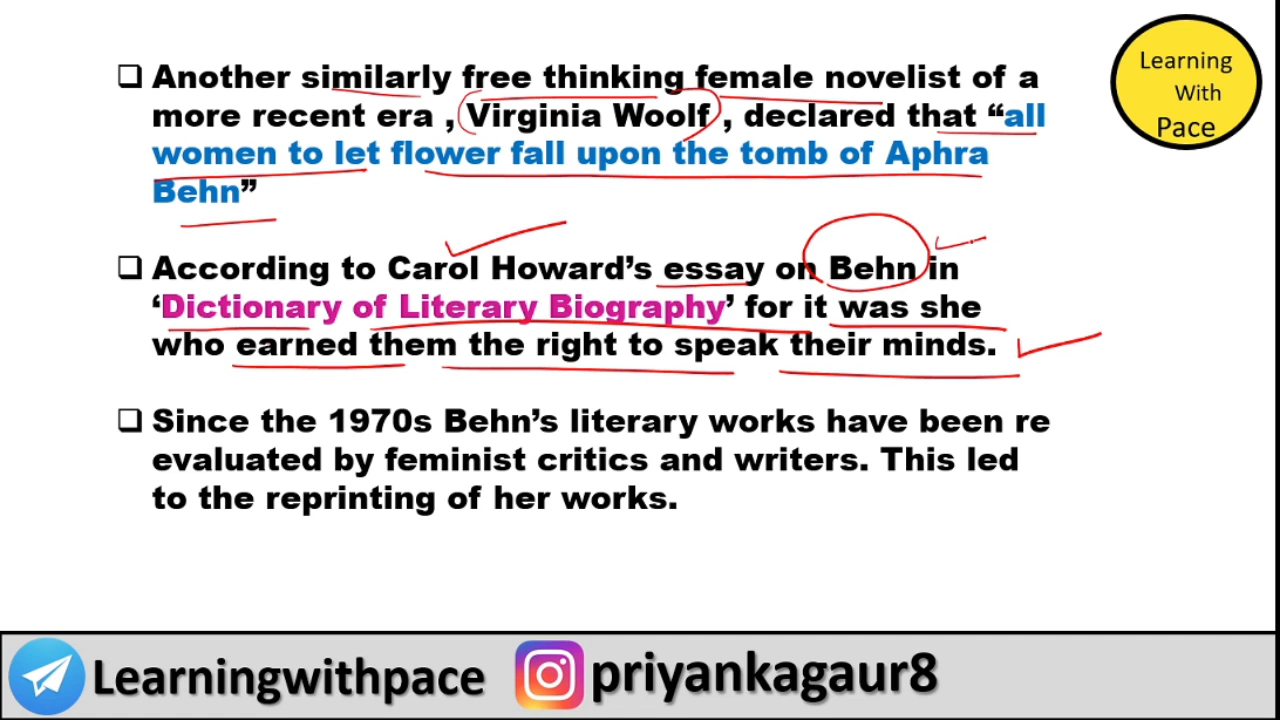 Another similarly free thinking female novelist of a
more recent era , Virginia Woolf , declared that “all
women to let flower fall upon the tomb of Aphra
Behn”
According to Carol Howard’s essay on Behn in
‘Dictionary of Literary Biography’ for it was she
who earned them the right to speak their minds.
Since the 1970s Behn’s literary works have been re
evaluated by feminist critics and writers. This led
to the reprinting of her works.
Learning
With
Pace
Learningwithpace
priyankagaur8